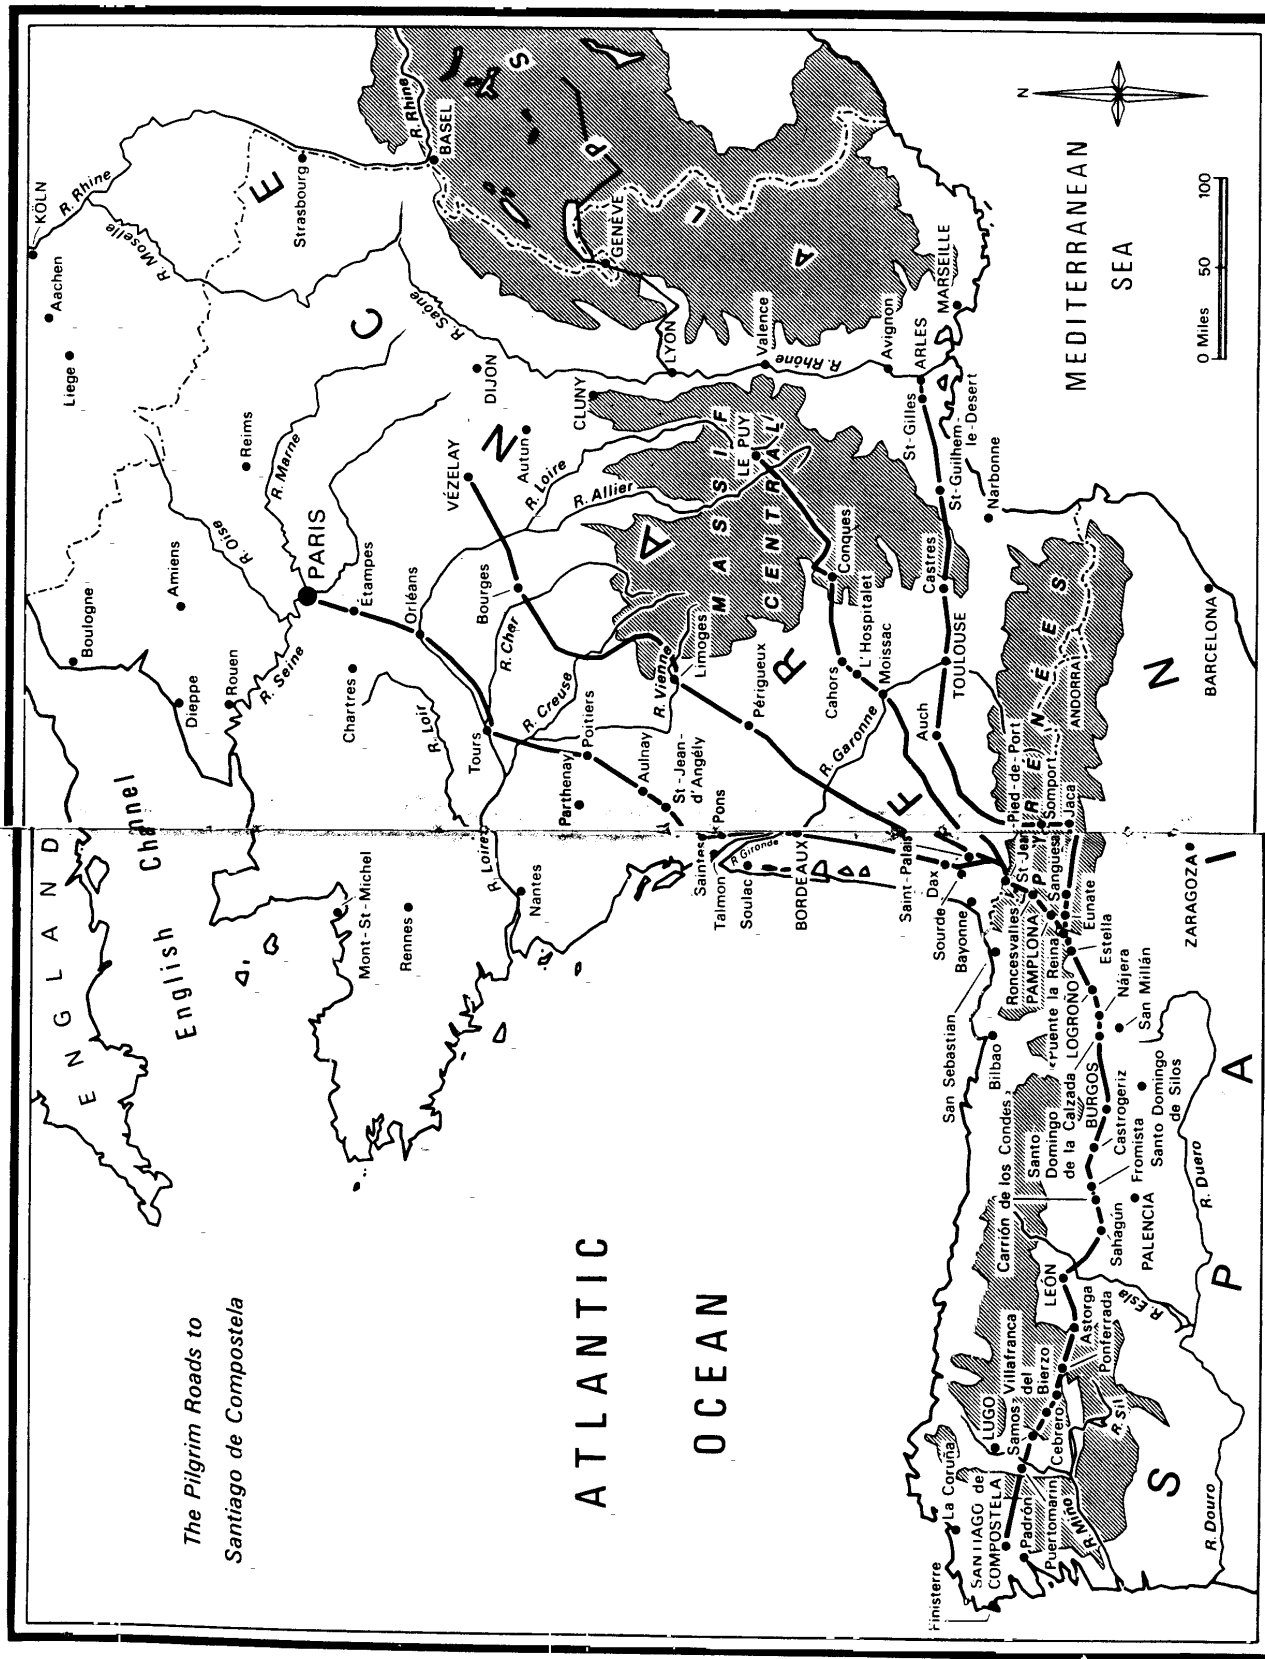 The Pilgrim Roads to
Santiago de Compostela
ENGLAND
English
Channel
Channel
ATLANTIC
OCEAN
MEDITERRANEAN
SEA
FRANCE
SPAIN
ALPS
MASSIF
CENTRAL
PYRENEES
N
0 Miles 50 100
KÖLN
Aachen
Liege
R. Rhine
R. Moselle
Strasbourg
R. Rhine
BASEL
Boulogne
Amiens
Dieppe
Rouen
R. Oise
Reims
R. Marne
PARIS
R. Seine
Étampes
Chartres
Orléans
R. Loir
Mont-St-Michel
Rennes
R. Loire
Nantes
Tours
R. Cher
Bourges
VÉZELAY
DIJON
Autun
CLUNY
R. Saône
R. Loire
R. Allier
R. Creuse
Poitiers
Parthenay
Aulnay
St-Jean-
d'Angély
R. Vienne
Limoges
GENÈVE
LYON
Valence
R. Rhône
Avignon
ARLES
MARSEILLE
St-Gilles
St-Guilhem-
le-Desert
Narbonne
LE PUY
Conques
L'Hospitalet
Cahors
Moissac
Castres
TOULOUSE
Auch
R. Garonne
Périgueux
Saintes
Pons
Talmon
Soulac
R Gironde
BORDEAUX
Saint-Palais
Dax
Sourde
Bayonne
St-Jean-
Pied-de-Port
Somport
Jaca
ANDORRA
BARCELONA
ZARAGOZA
Roncesvalles
PAMPLONA
Sanguesa
Puente la Reina
Eunate
Estella
LOGROÑO
Nájera
San Millán
San Sebastian
Bilbao
Santo
Domingo
de la Calzada
BURGOS
Castrogeriz
Santo Domingo
de Silos
Fromista
Carrión de los Condes
PALENCIA
Sahagún
R. Duero
LEÓN
R. Esla
Astorga
Ponferrada
Villafranca
del
Bierzo
Cebrero
R. Sil
Samos
LUGO
Puertomarin
R. Miño
La Coruña
SANTIAGO de
COMPOSTELA
Padrón
Finisterre
R. Douro